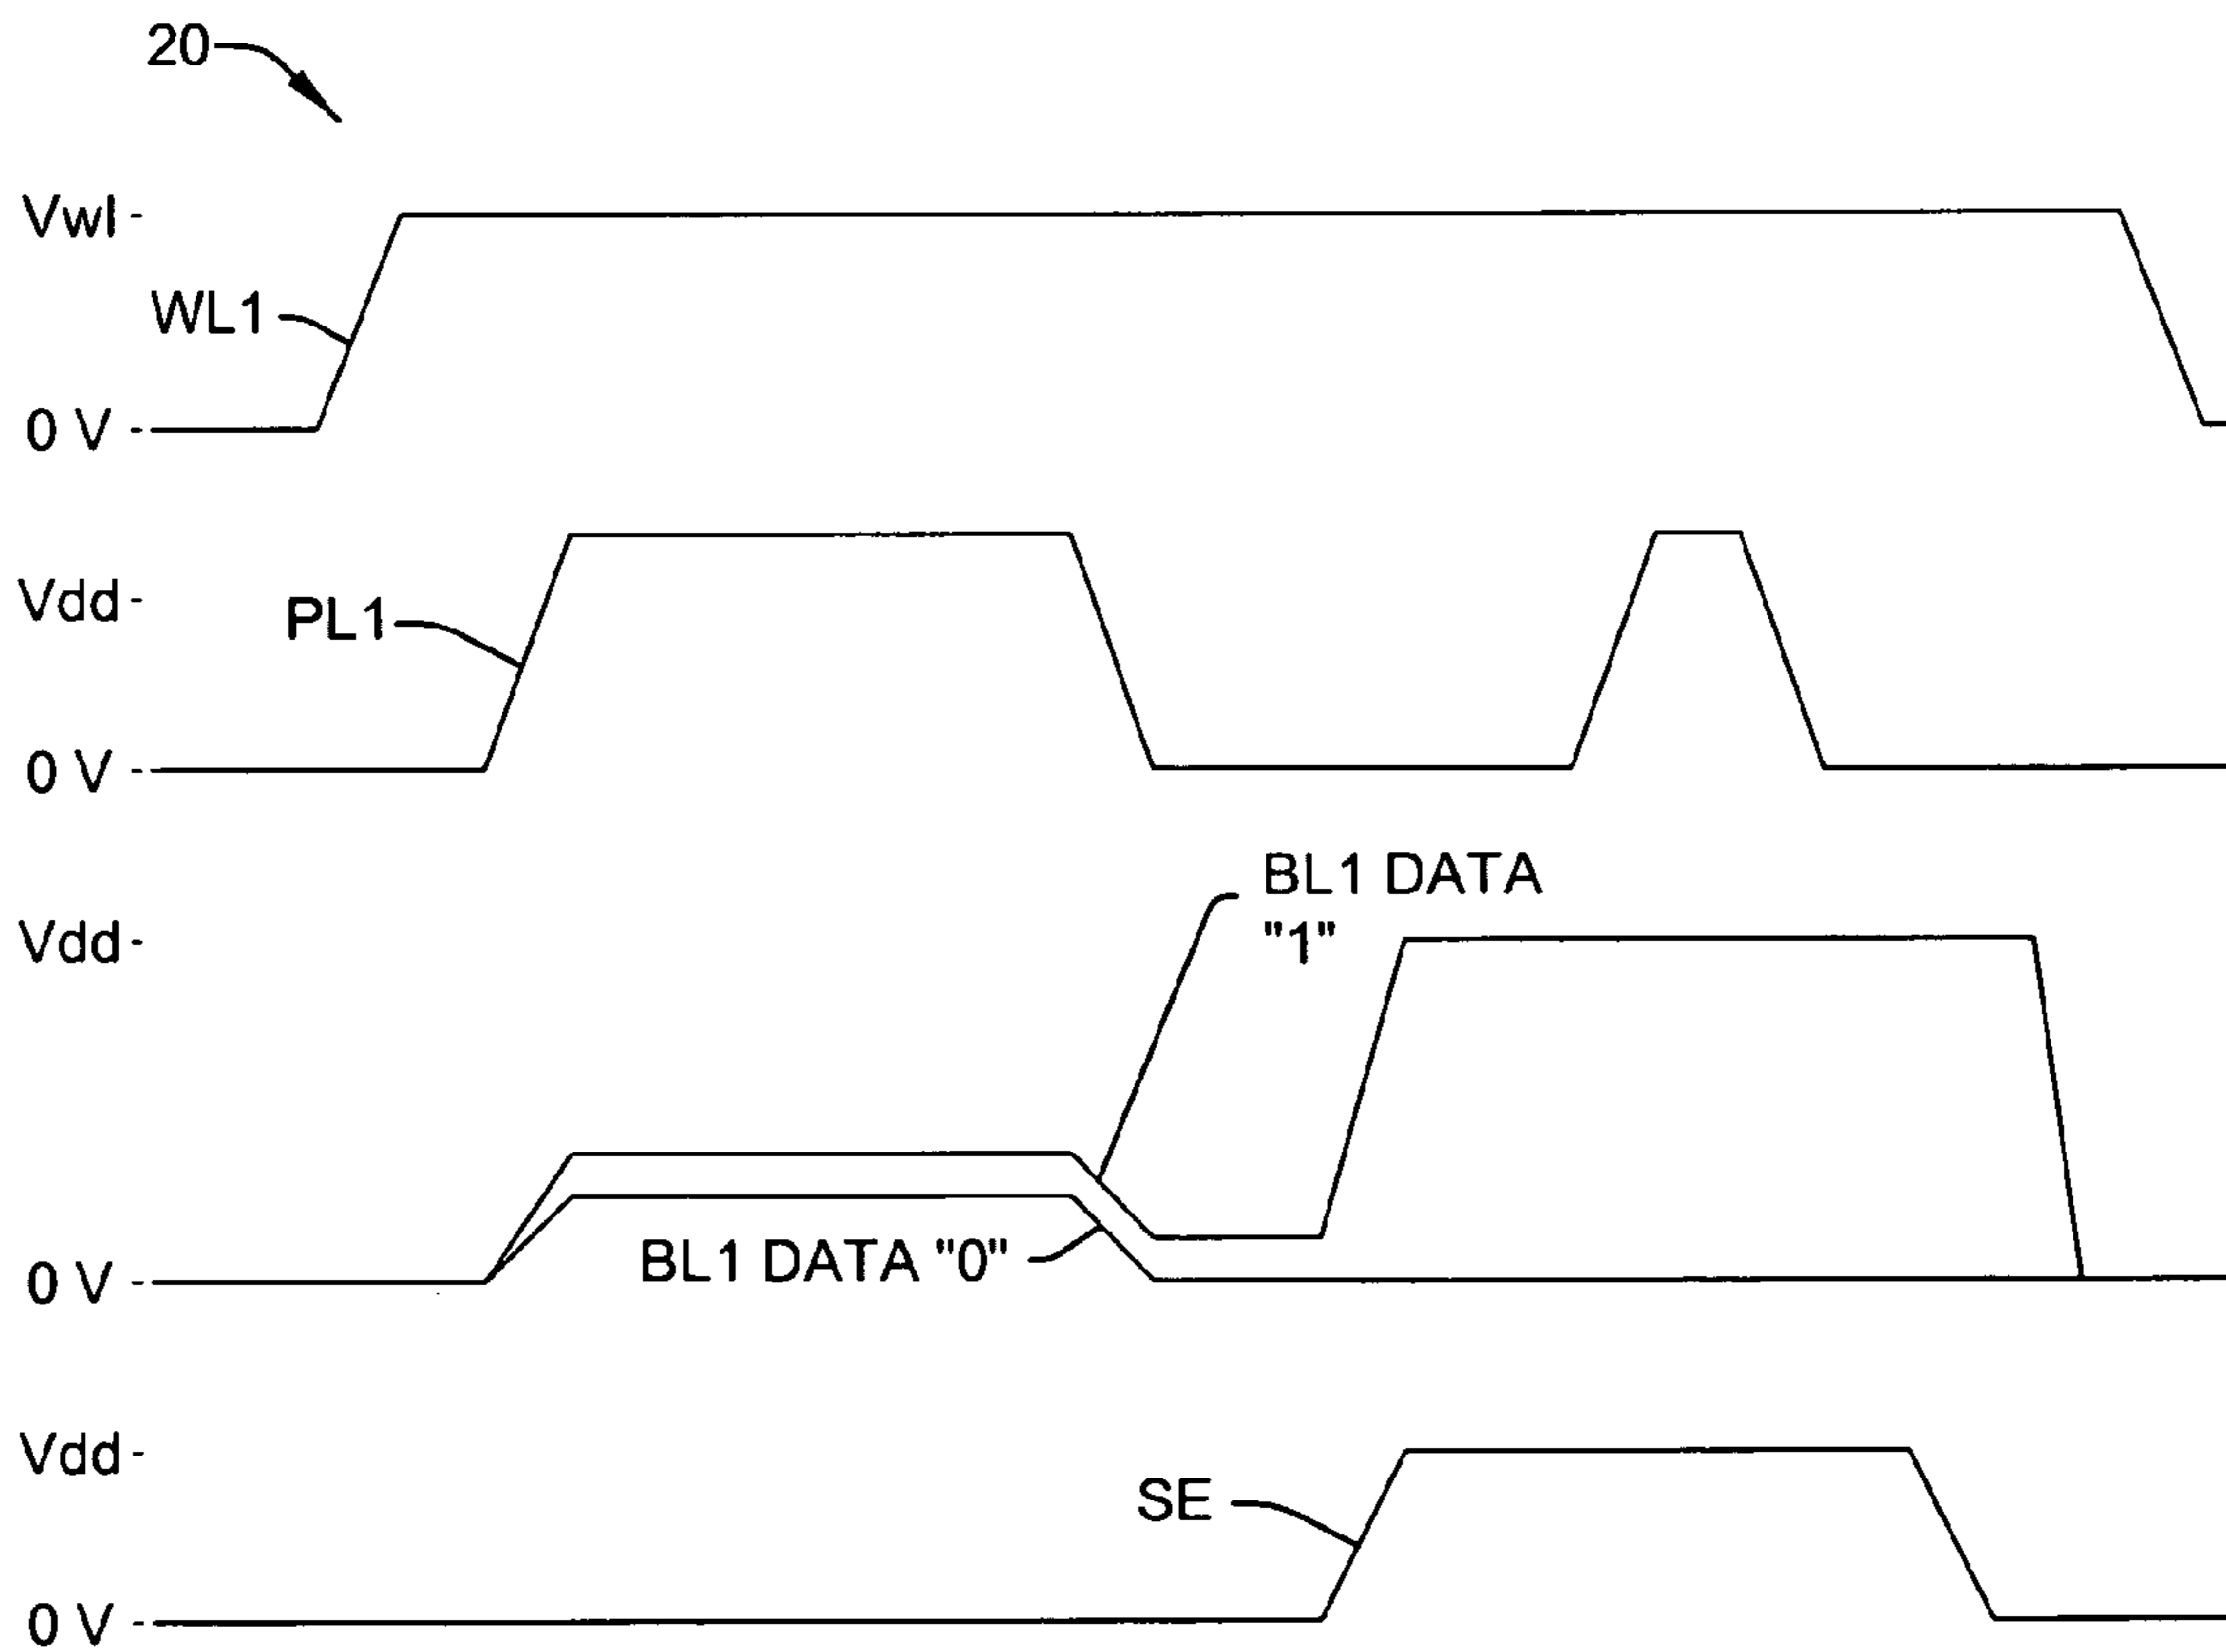 20
Vwl -
WL1
0 V -
Vdd -
PL1
0 V -
BL1 DATA
"1"
Vdd -
BL1 DATA "0"
0 V -
Vdd -
SE
0 V -